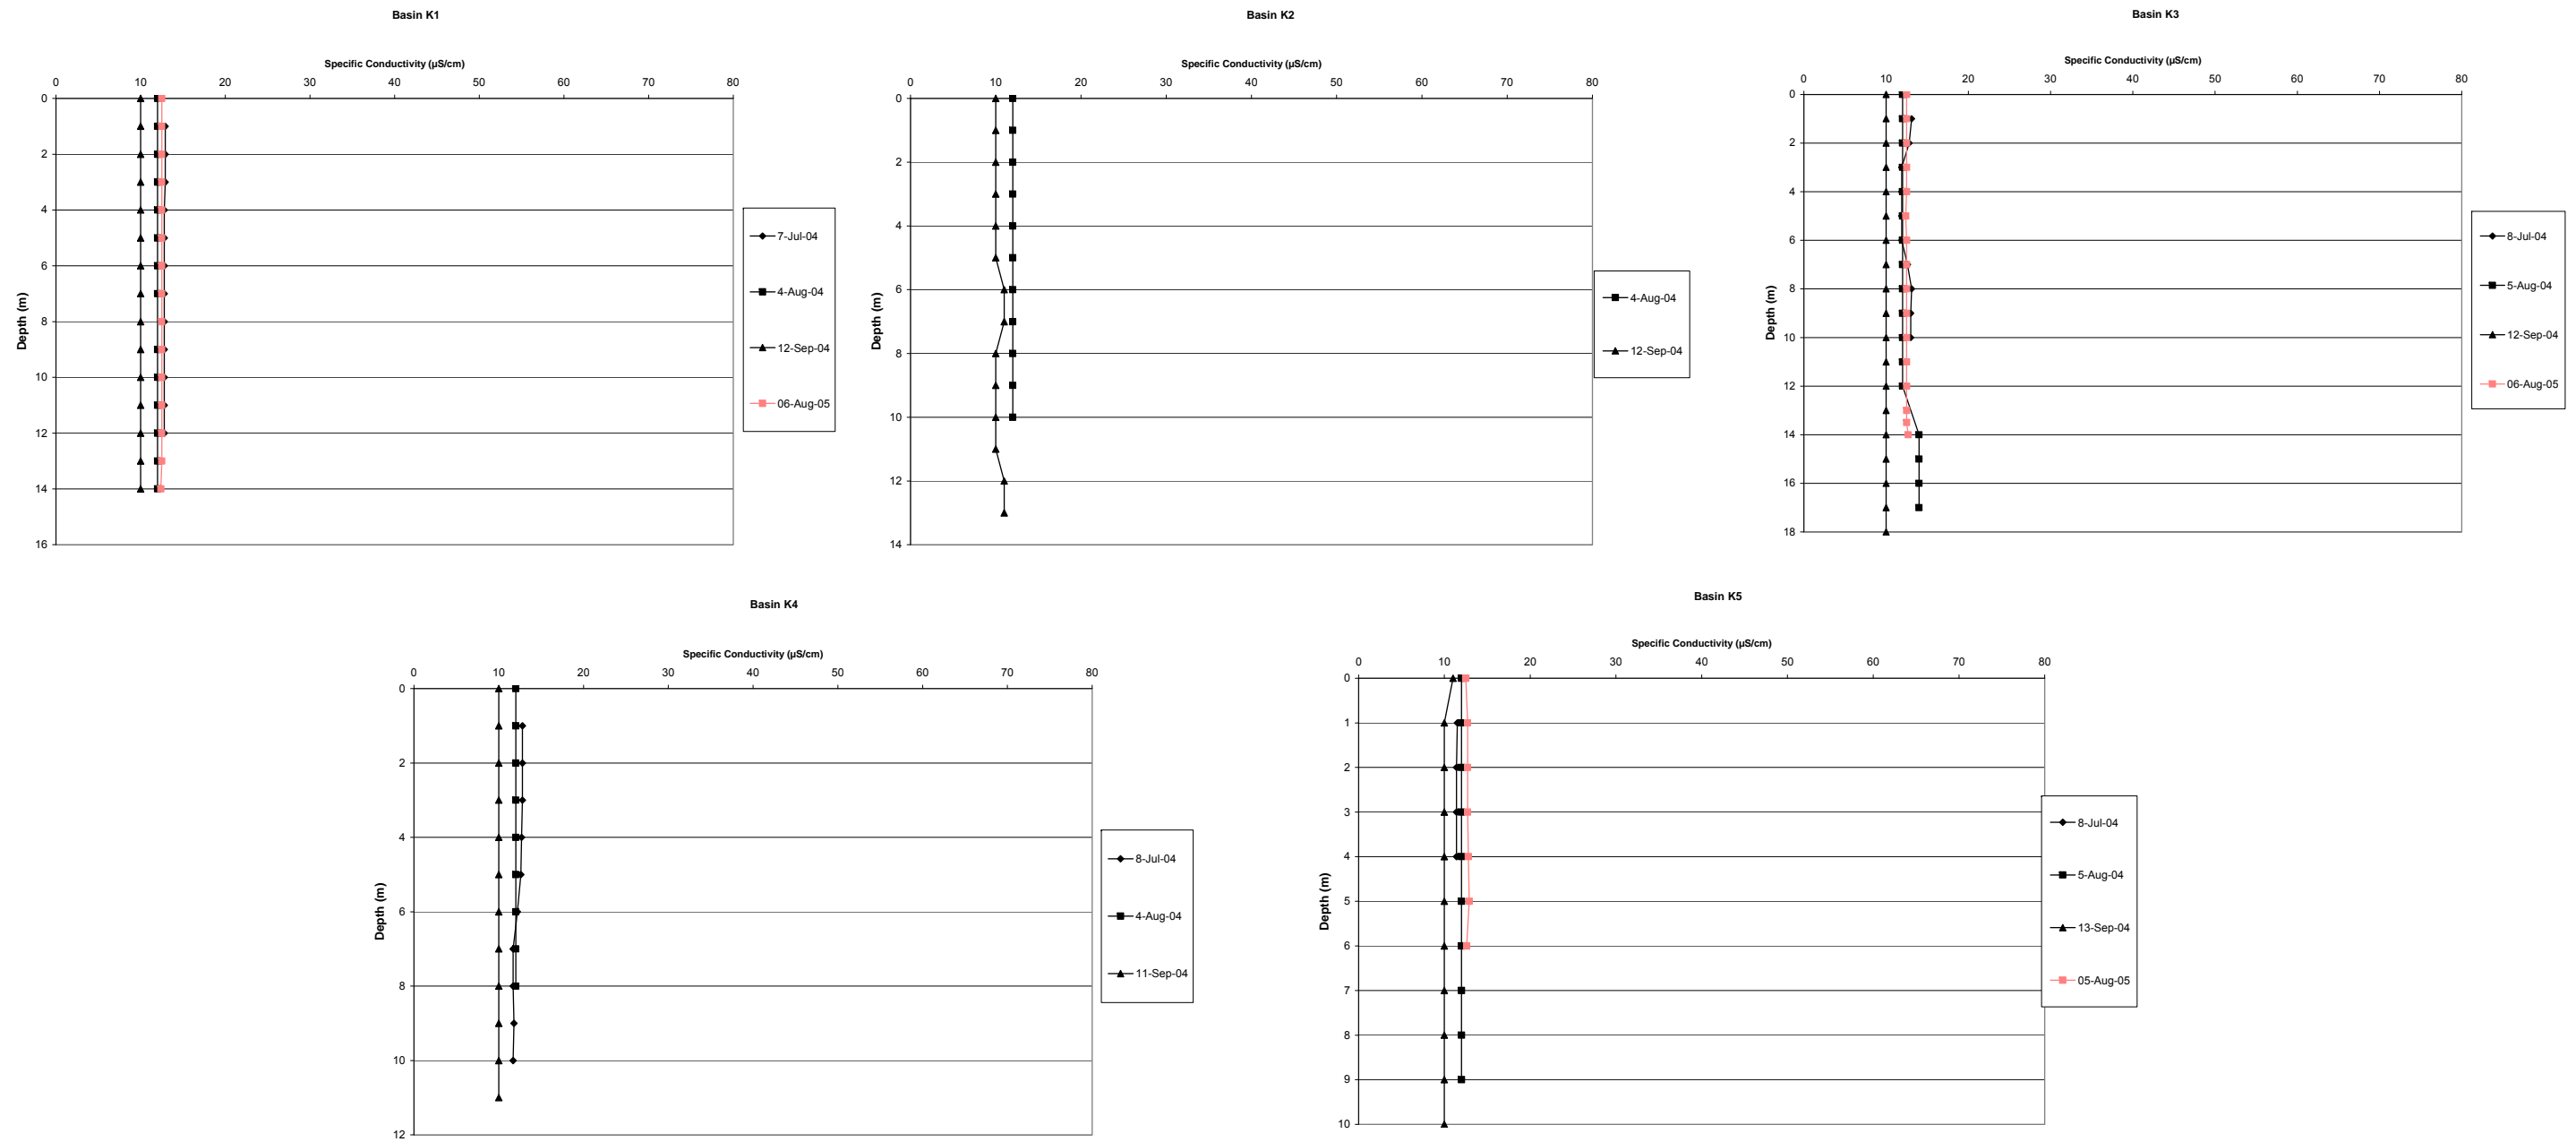 Basin K1
Specific Conductivity (µS/cm)
0 10 20 30 40 50 60 70 80
0
2
4
6
8
10
12
14
16
Depth (m)
7-Jul-04
4-Aug-04
12-Sep-04
06-Aug-05
Basin K2
Specific Conductivity (µS/cm)
0 10 20 30 40 50 60 70 80
0
2
4
6
8
10
12
14
Depth (m)
4-Aug-04
12-Sep-04
Basin K3
Specific Conductivity (µS/cm)
0 10 20 30 40 50 60 70 80
0
2
4
6
8
10
12
14
16
18
Depth (m)
8-Jul-04
5-Aug-04
12-Sep-04
06-Aug-05
Basin K4
Specific Conductivity (µS/cm)
0 10 20 30 40 50 60 70 80
0
2
4
6
8
10
12
Depth (m)
8-Jul-04
4-Aug-04
11-Sep-04
Basin K5
Specific Conductivity (µS/cm)
0 10 20 30 40 50 60 70 80
0
1
2
3
4
5
6
7
8
9
10
Depth (m)
8-Jul-04
5-Aug-04
13-Sep-04
05-Aug-05